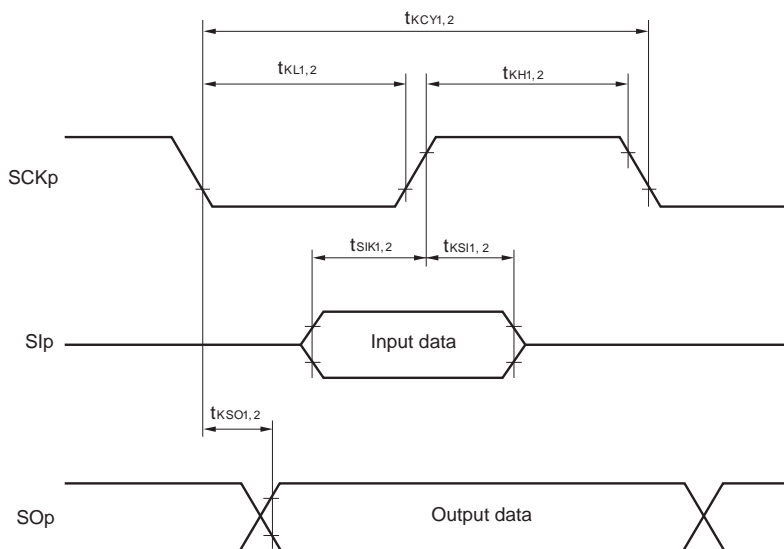 tKCY1,2
tKL1,2
tKH1,2
SCKp
tSIK1,2
tKSI1,2
SIp
Input data
tKSO1,2
SOp
Output data